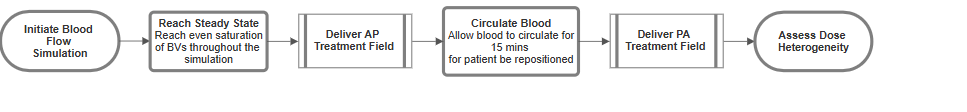 Initiate Blood
Flow
Simulation
Reach Steady State
Reach even saturation
of BVs throughout the
simulation
Deliver AP
Treatment Field
Circulate Blood
Allow blood to circulate for
15 mins
for patient be repositioned
Deliver PA
Treatment Field
Assess Dose
Heterogeneity